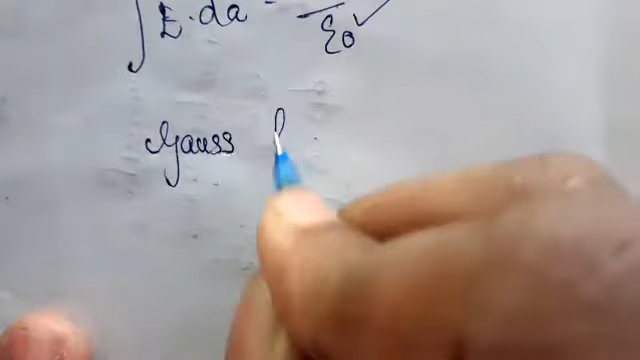 ∫ E · da = —/ε0 ✓
Gauss l